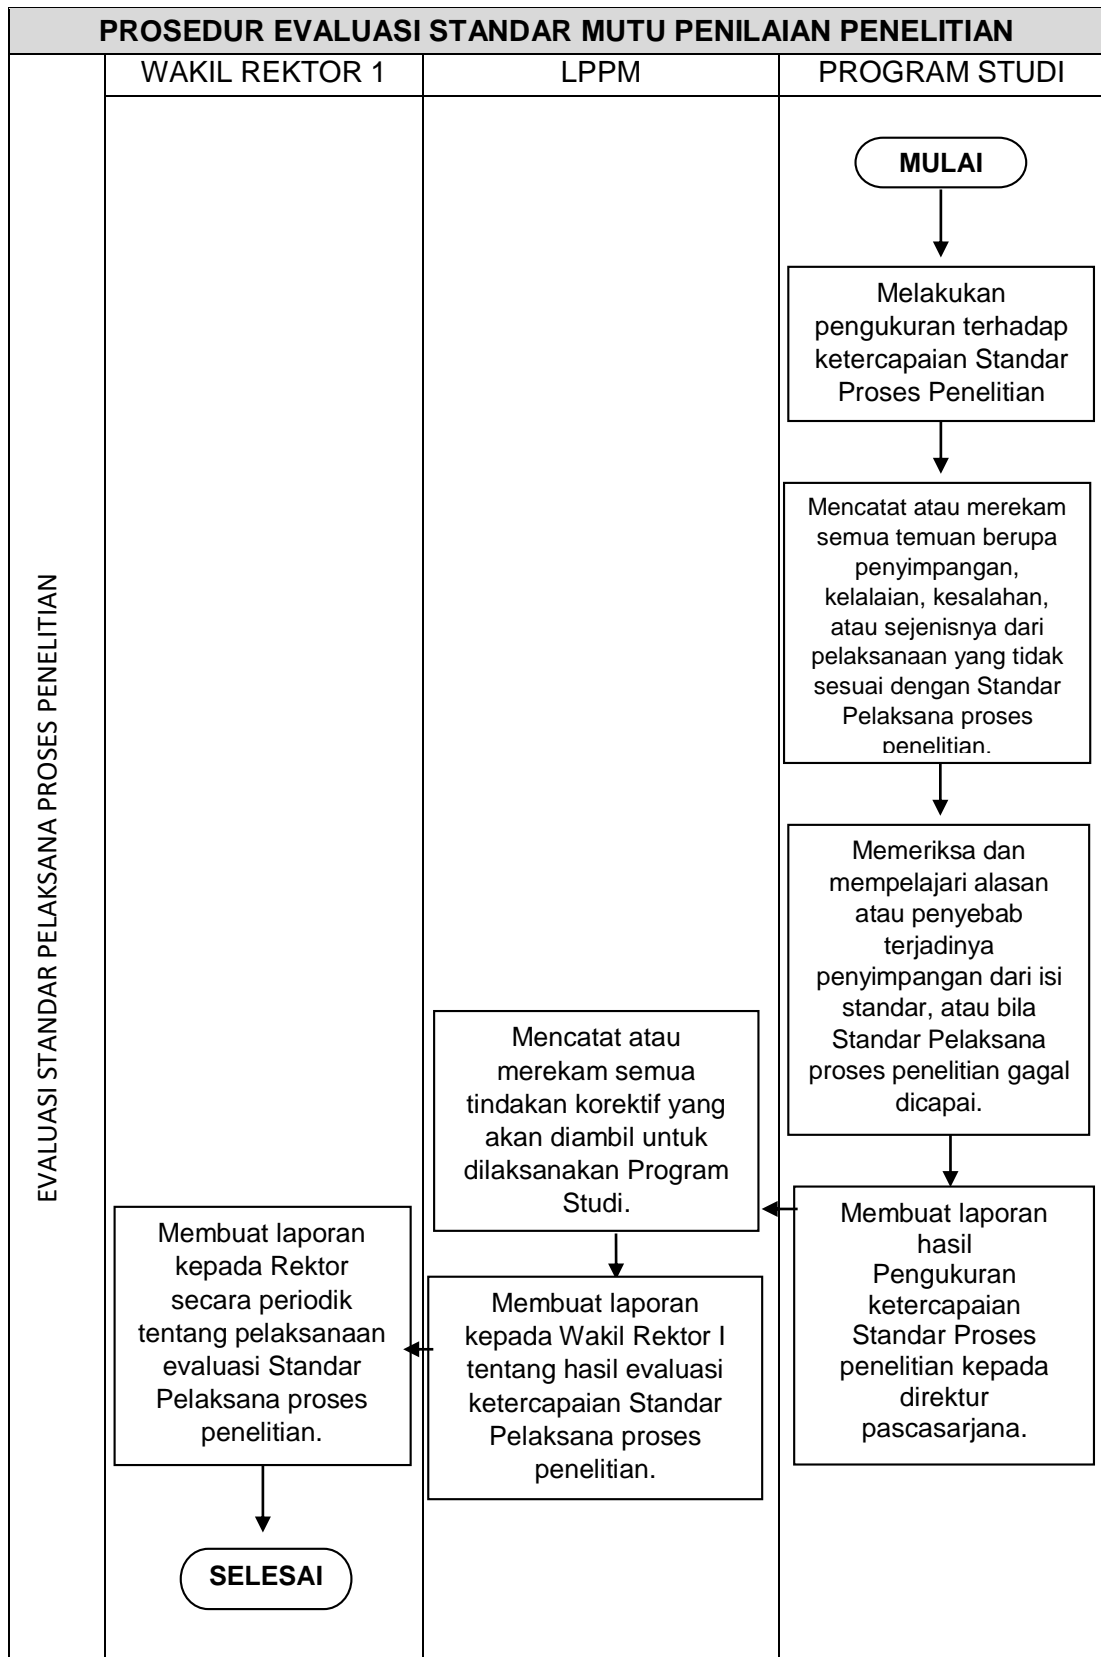 PROSEDUR EVALUASI STANDAR MUTU PENILAIAN PENELITIAN
WAKIL REKTOR 1
LPPM
PROGRAM STUDI
EVALUASI STANDAR PELAKSANA PROSES PENELITIAN
MULAI
Melakukan
pengukuran terhadap
ketercapaian Standar
Proses Penelitian
Mencatat atau merekam
semua temuan berupa
penyimpangan,
kelalaian, kesalahan,
atau sejenisnya dari
pelaksanaan yang tidak
sesuai dengan Standar
Pelaksana proses
penelitian.
Memeriksa dan
mempelajari alasan
atau penyebab
terjadinya
penyimpangan dari isi
standar, atau bila
Standar Pelaksana
proses penelitian gagal
dicapai.
Membuat laporan
hasil
Pengukuran
ketercapaian
Standar Proses
penelitian kepada
direktur
pascasarjana.
Mencatat atau
merekam semua
tindakan korektif yang
akan diambil untuk
dilaksanakan Program
Studi.
Membuat laporan
kepada Wakil Rektor I
tentang hasil evaluasi
ketercapaian Standar
Pelaksana proses
penelitian.
Membuat laporan
kepada Rektor
secara periodik
tentang pelaksanaan
evaluasi Standar
Pelaksana proses
penelitian.
SELESAI